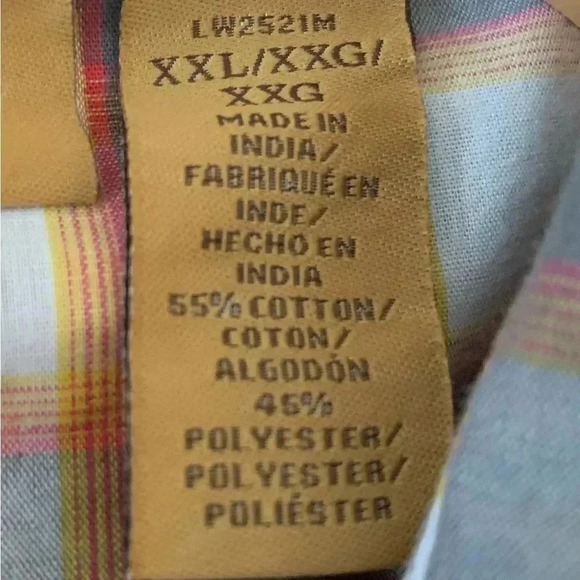 LW2521M
XXL/XXG/
XXG
MADE IN
INDIA/
FABRIQUÉ EN
INDE/
HECHO EN
INDIA
55% COTTON/
COTON/
ALGODÓN
45%
POLYESTER/
POLYESTER/
POLIÉSTER